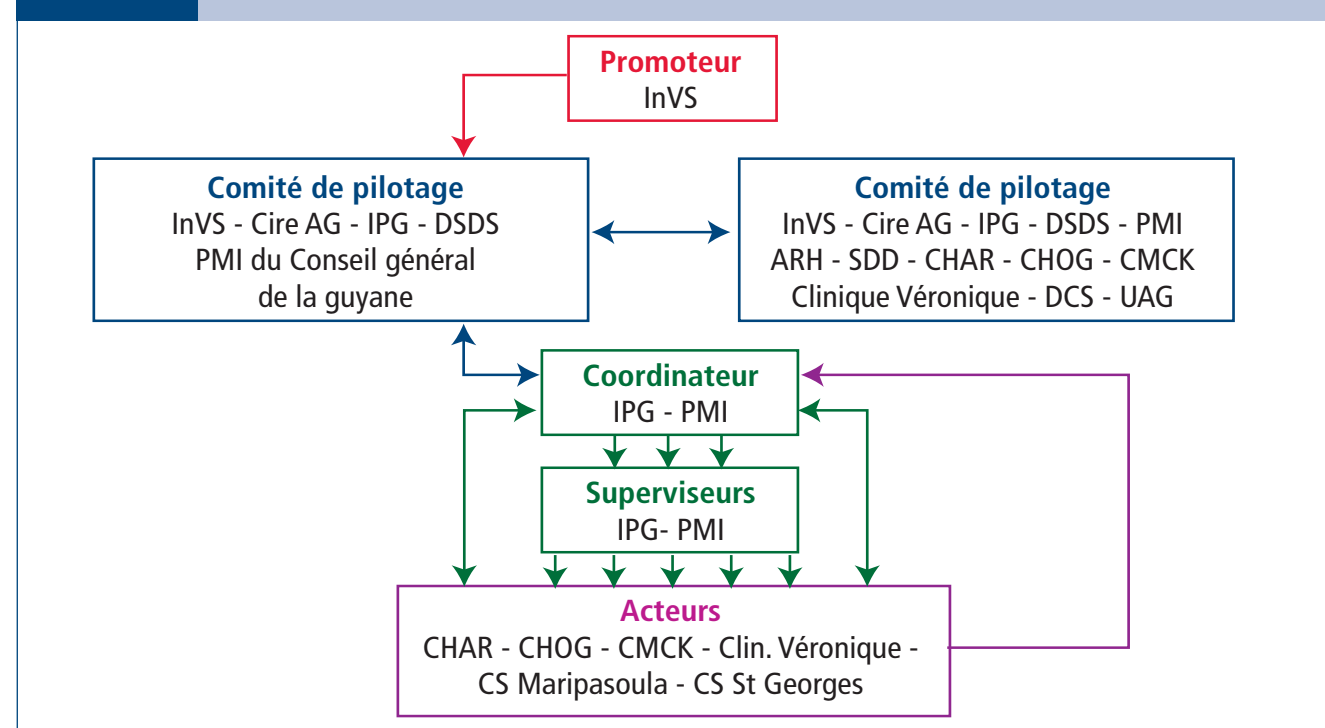 Promoteur
InVS
Comité de pilotage
InVS - Cire AG - IPG - DSDS
PMI du Conseil général
de la guyane
Comité de pilotage
InVS - Cire AG - IPG - DSDS - PMI
ARH - SDD - CHAR - CHOG - CMCK
Clinique Véronique - DCS - UAG
Coordinateur
IPG - PMI
Superviseurs
IPG- PMI
Acteurs
CHAR - CHOG - CMCK - Clin. Véronique -
CS Maripasoula - CS St Georges